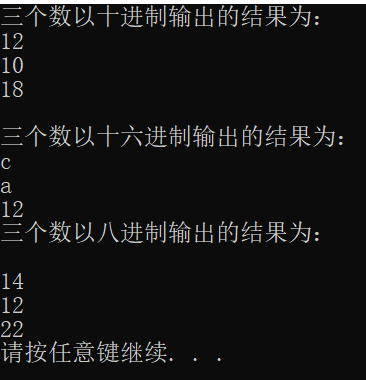 三个数以十进制输出的结果为：
12
10
18
三个数以十六进制输出的结果为：
c
a
12
三个数以八进制输出的结果为：
14
12
22
请按任意键继续. . .